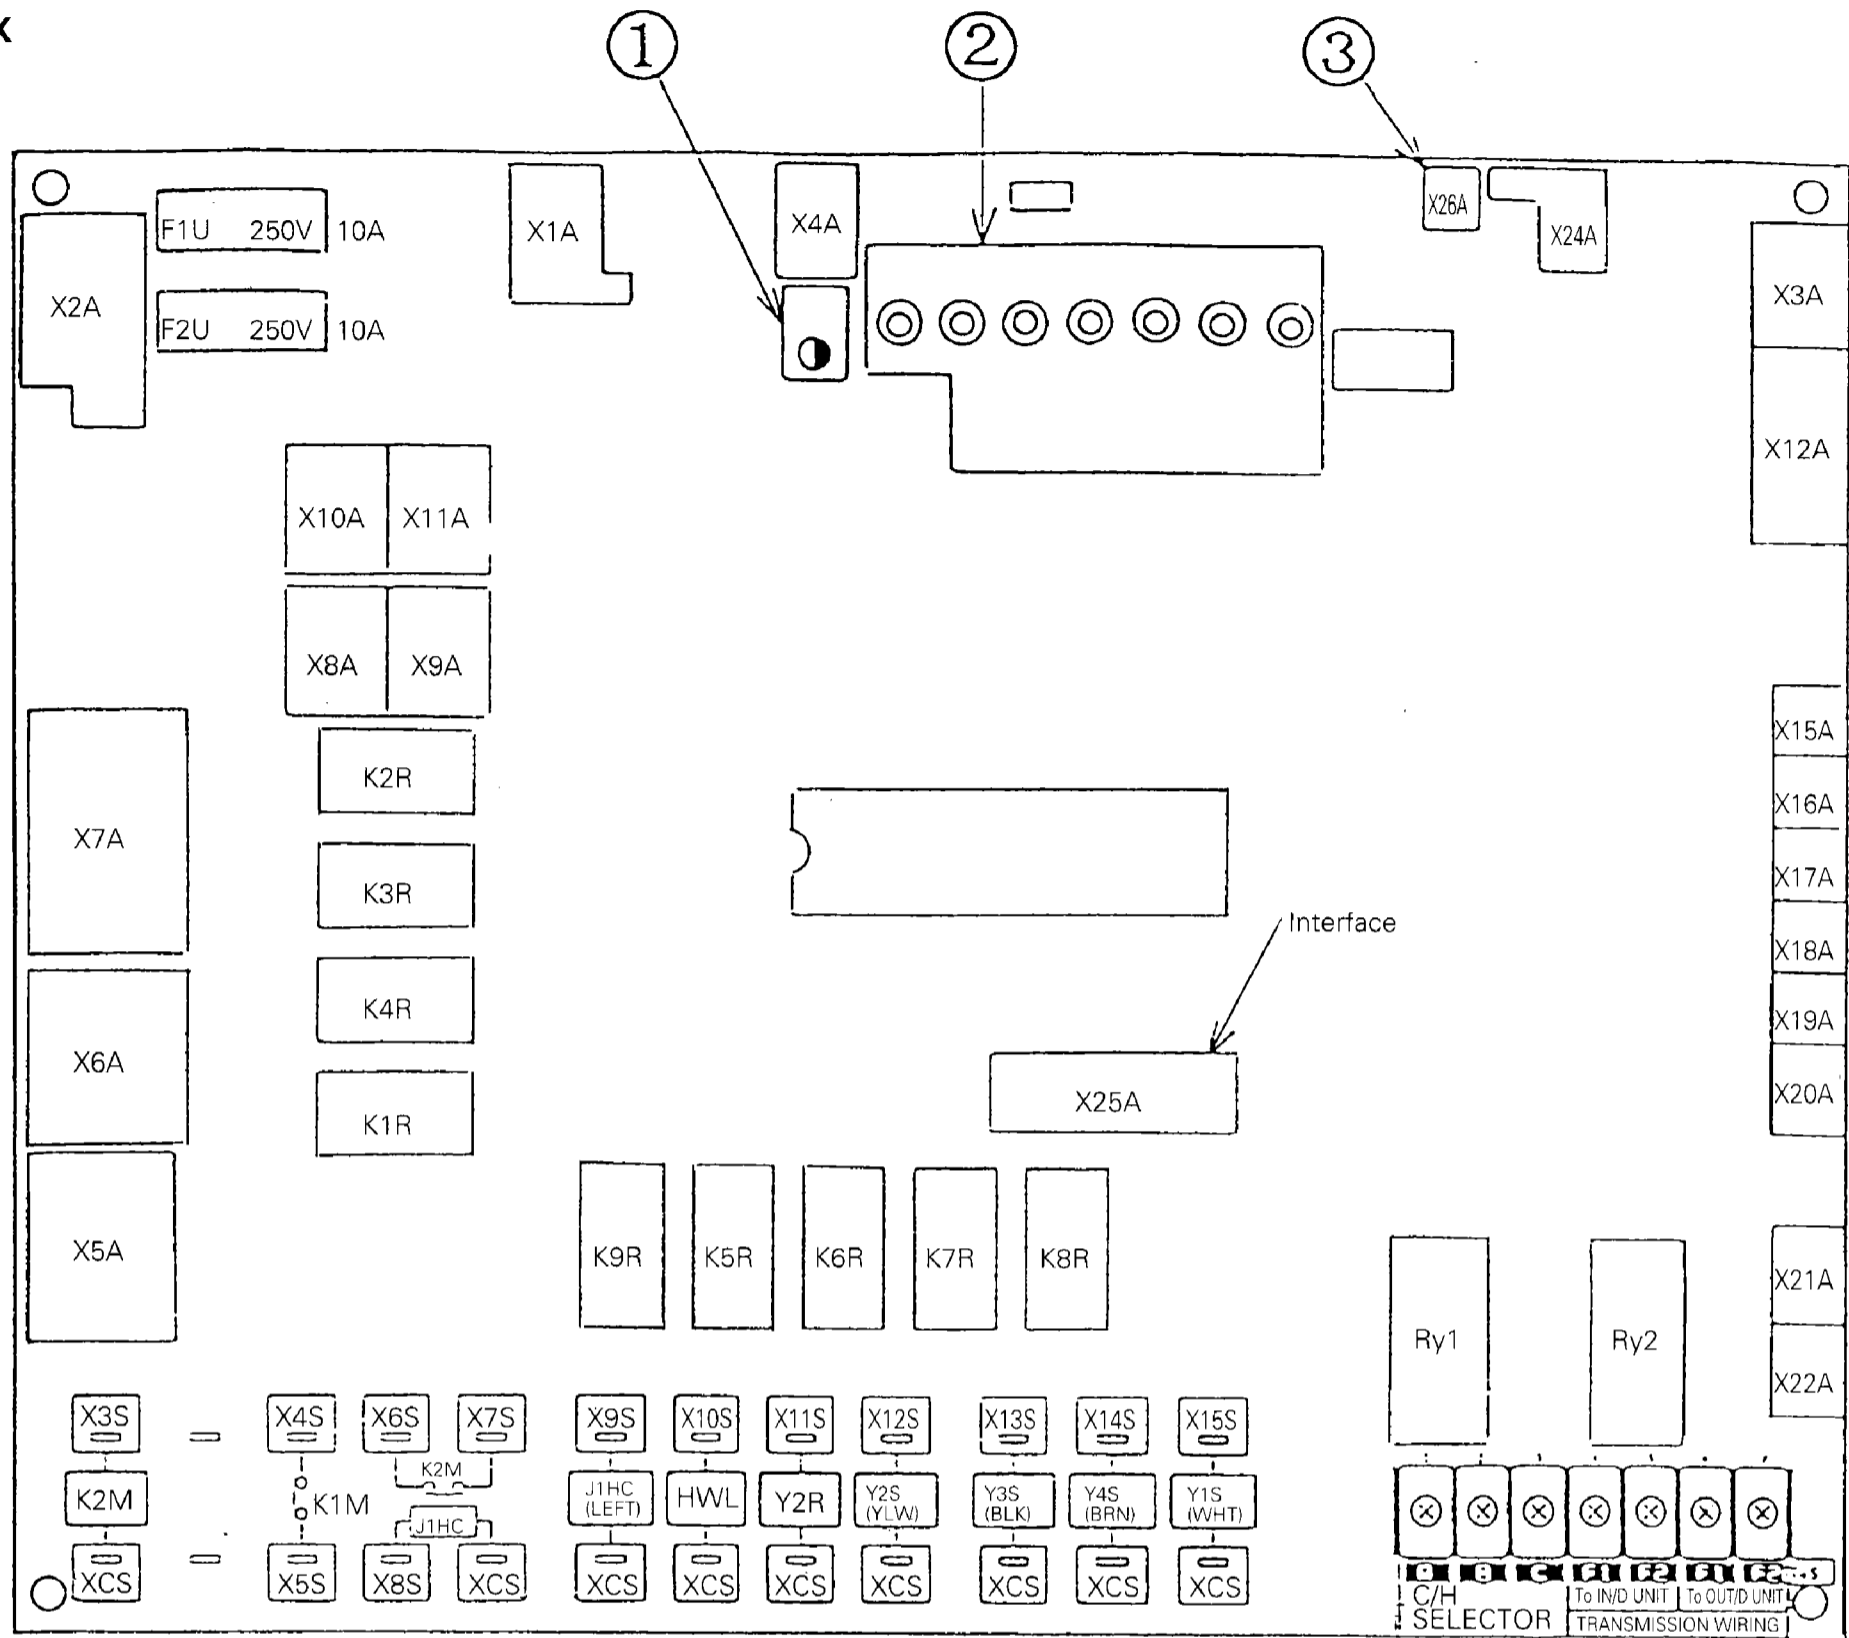 x
① ② ③
F1U 250V 10A
X1A
X4A
X26A
X24A
X2A
F2U 250V 10A
X3A
X12A
X10A X11A
X8A X9A
X15A
K2R
X16A
X7A
K3R
X17A
Interface
X18A
K4R
X19A
X6A
X25A
X20A
K1R
X5A
K9R K5R K6R K7R K8R
X21A
Ry1 Ry2
X22A
X3S X4S X6S X7S X9S X10S X11S X12S X13S X14S X15S
K2M
K2M K1M
J1HC
J1HC (LEFT)
HWL
Y2R
Y2S (YLW)
Y3S (BLK)
Y4S (BRN)
Y1S (WHT)
XCS X5S X8S XCS XCS XCS XCS XCS XCS XCS XCS
A B C F1 F2 F1 F2
C/H SELECTOR
To IN/D UNIT To OUT/D UNIT
TRANSMISSION WIRING